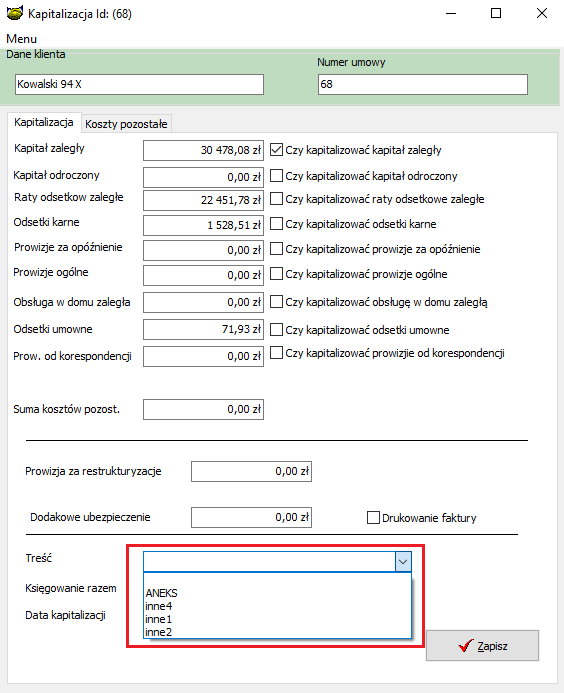 Kapitalizacja Id: (68)
Menu
Dane klienta
Numer umowy
Kowalski 94 X
68
Kapitalizacja
Koszty pozostałe
Kapitał zaległy 30 478,08 zł Czy kapitalizować kapitał zaległy
Kapitał odroczony 0,00 zł Czy kapitalizować kapitał odroczony
Raty odsetkow zaległe 22 451,78 zł Czy kapitalizować raty odsetkowe zaległe
Odsetki karne 1 528,51 zł Czy kapitalizować odsetki karne
Prowizje za opóźnienie 0,00 zł Czy kapitalizować prowizje za opóźnienie
Prowizje ogólne 0,00 zł Czy kapitalizować prowizje ogólne
Obsługa w domu zaległa 0,00 zł Czy kapitalizować obsługę w domu zaległą
Odsetki umowne 71,93 zł Czy kapitalizować odsetki umowne
Prow. od korespondencji 0,00 zł Czy kapitalizować prowizjie od korespondencji
Suma kosztów pozost. 0,00 zł
Prowizja za restrukturyzacje 0,00 zł
Dodakowe ubezpieczenie 0,00 zł Drukowanie faktury
Treść
Księgowanie razem
Data kapitalizacji
ANEKS
inne4
inne1
inne2
Zapisz